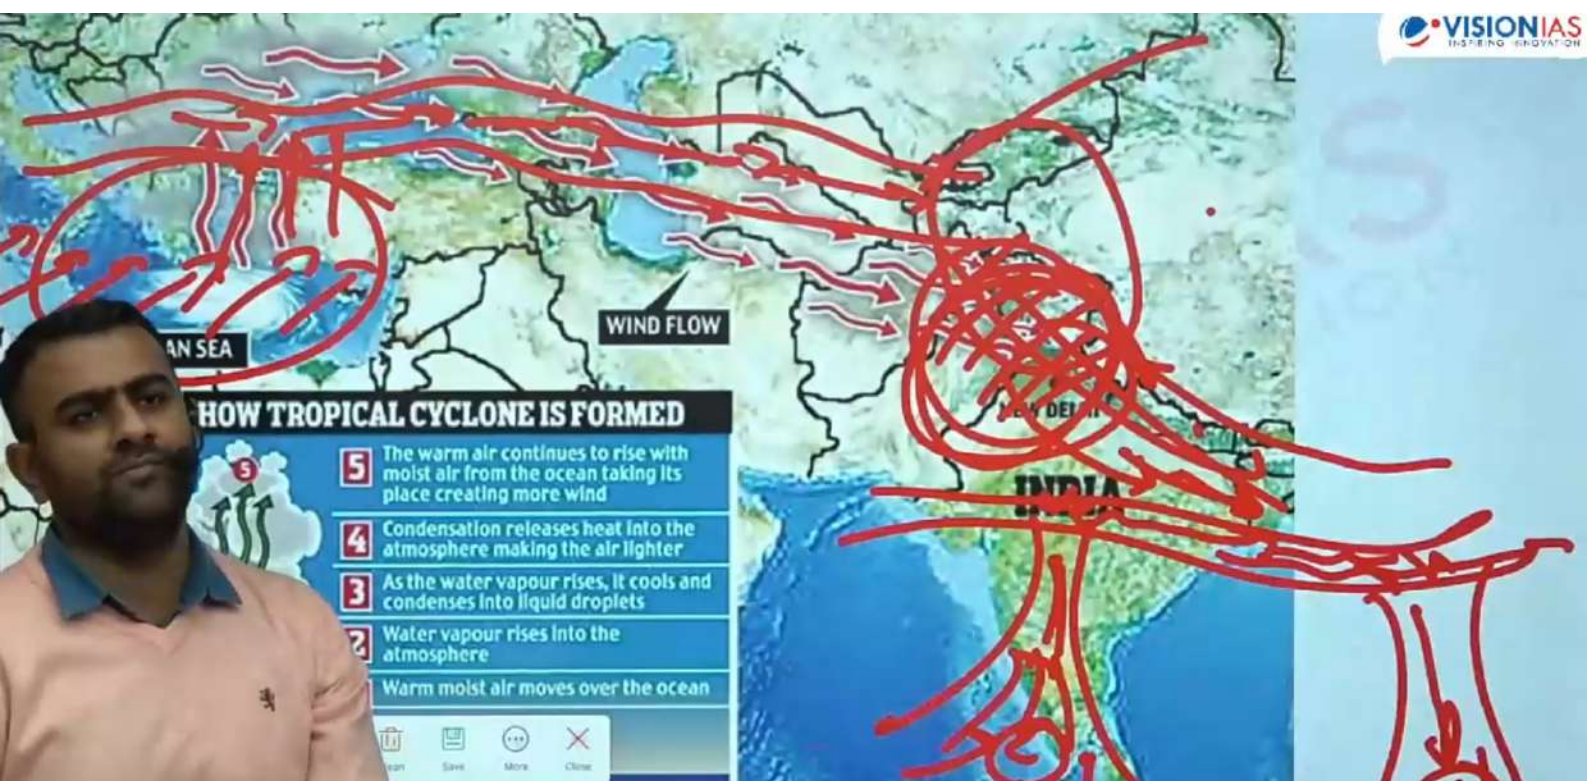 VISIONIAS
INSPIRING INNOVATION
WIND FLOW
AN SEA
NEW DELHI
INDIA
HOW TROPICAL CYCLONE IS FORMED
5
5 The warm air continues to rise with
moist air from the ocean taking its
place creating more wind
4 Condensation releases heat into the
atmosphere making the air lighter
3 As the water vapour rises, it cools and
condenses into liquid droplets
2 Water vapour rises into the
atmosphere
Warm moist air moves over the ocean
Save
More
Close